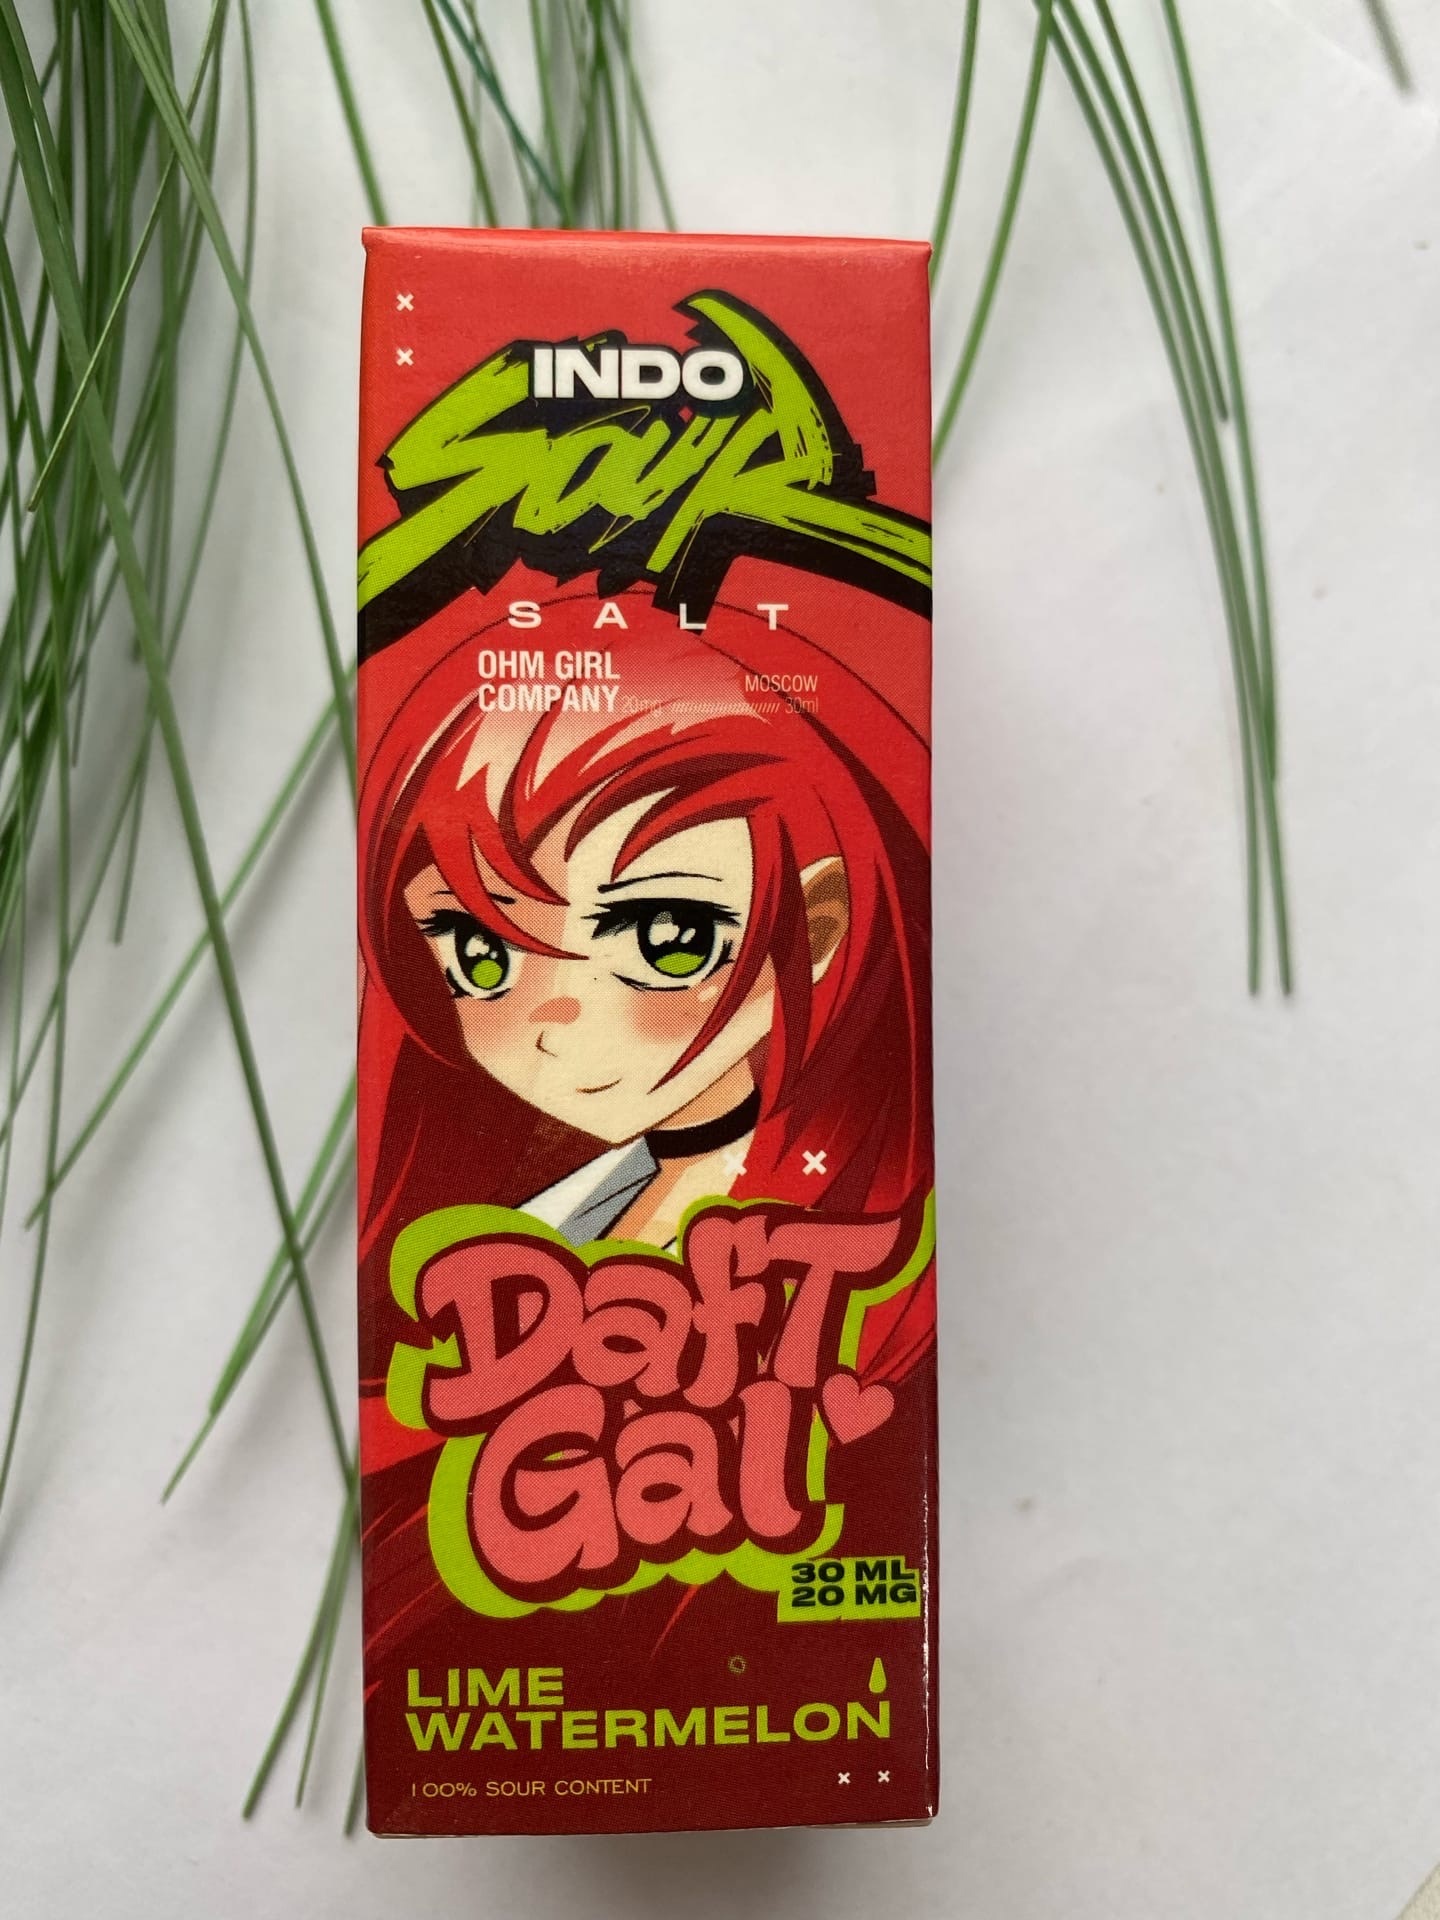 INDO
SOUR
SALT
OHM GIRL
COMPANY
MOSCOW
20mg 30ml
Daft
Gal
30 ML
20 MG
LIME
WATERMELON
100% SOUR CONTENT